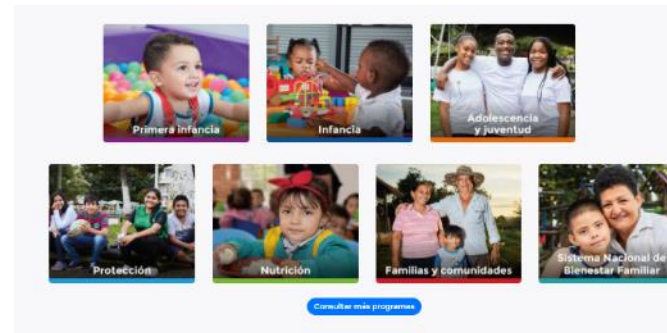 Primera infancia
Infancia
Adolescencia
y juventud
Protección
Nutrición
Familias y comunidades
Sistema Nacional de
Bienestar Familiar
Consultar más programas